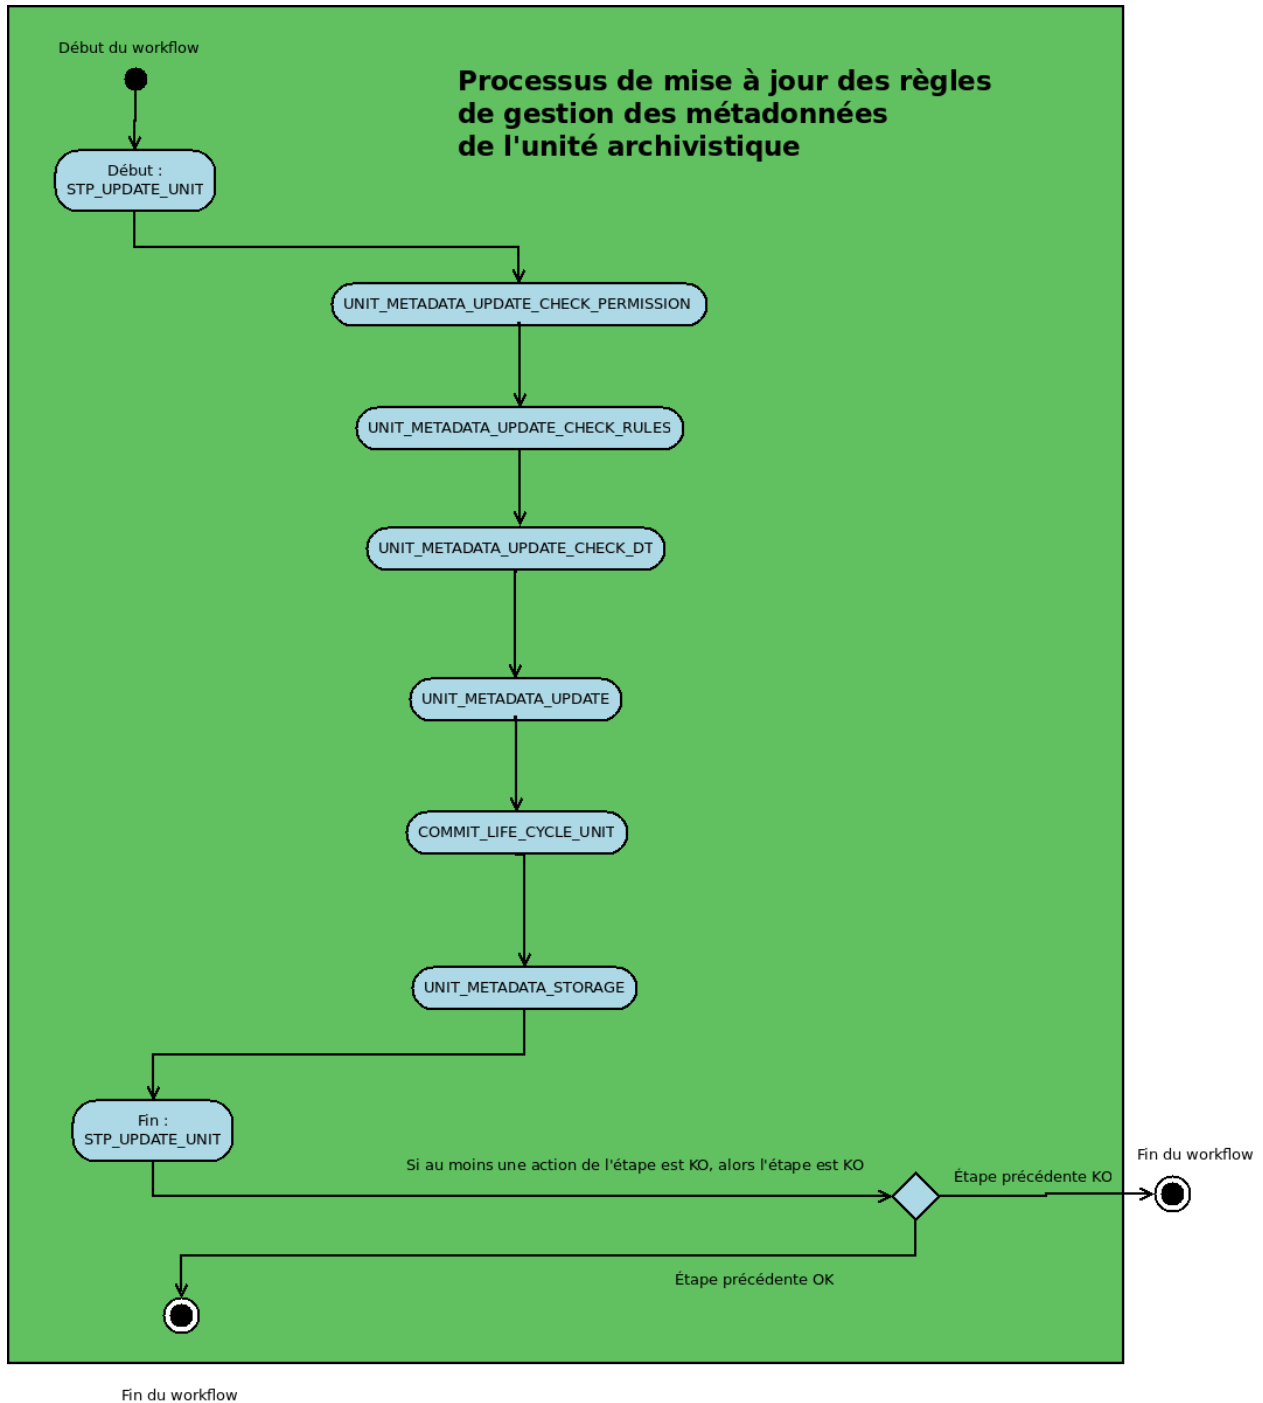 Début du workflow
Processus de mise à jour des règles
de gestion des métadonnées
de l'unité archivistique
Début :
STP_UPDATE_UNIT
UNIT_METADATA_UPDATE_CHECK_PERMISSION
UNIT_METADATA_UPDATE_CHECK_RULES
UNIT_METADATA_UPDATE_CHECK_DT
UNIT_METADATA_UPDATE
COMMIT_LIFE_CYCLE_UNIT
UNIT_METADATA_STORAGE
Fin :
STP_UPDATE_UNIT
Si au moins une action de l'étape est KO, alors l'étape est KO
Étape précédente KO
Fin du workflow
Étape précédente OK
Fin du workflow